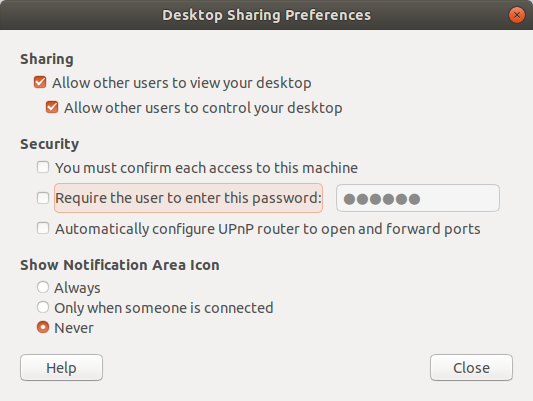 Desktop Sharing Preferences
Sharing
Allow other users to view your desktop
Allow other users to control your desktop
Security
You must confirm each access to this machine
Require the user to enter this password: ●●●●●●
Automatically configure UPnP router to open and forward ports
Show Notification Area Icon
Always
Only when someone is connected
Never
Help Close